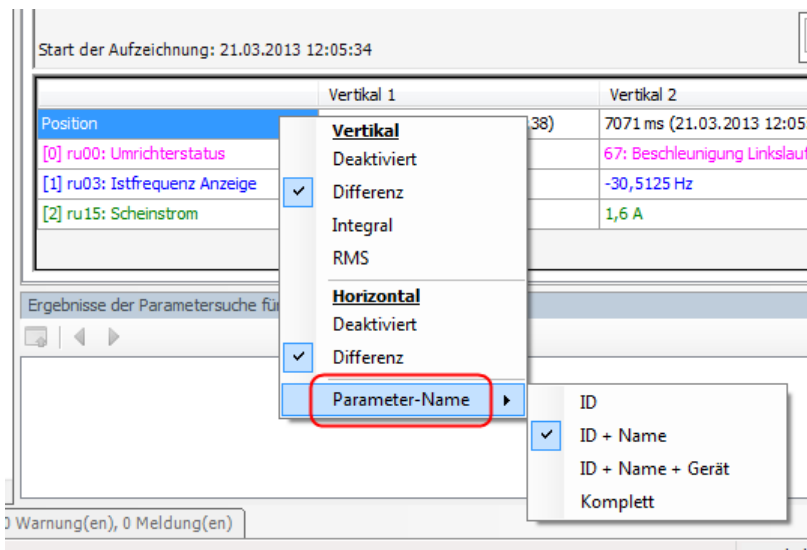 Start der Aufzeichnung: 21.03.2013 12:05:34
Vertikal 1 Vertikal 2
Position 38) 7071 ms (21.03.2013 12:05
[0] ru00: Umrichterstatus 67: Beschleunigung Linkslauf
[1] ru03: Istfrequenz Anzeige -30,5125 Hz
[2] ru15: Scheinstrom 1,6 A
Vertikal
Deaktiviert
Differenz
Integral
RMS
Horizontal
Deaktiviert
Differenz
Parameter-Name
ID
ID + Name
ID + Name + Gerät
Komplett
Ergebnisse der Parametersuche für
0 Warnung(en), 0 Meldung(en)